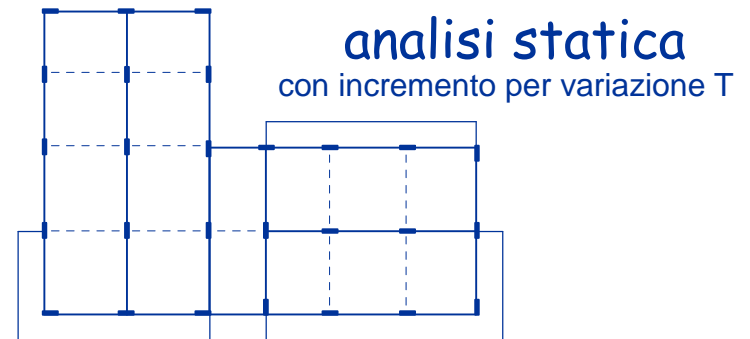 analisi statica
con incremento per variazione T